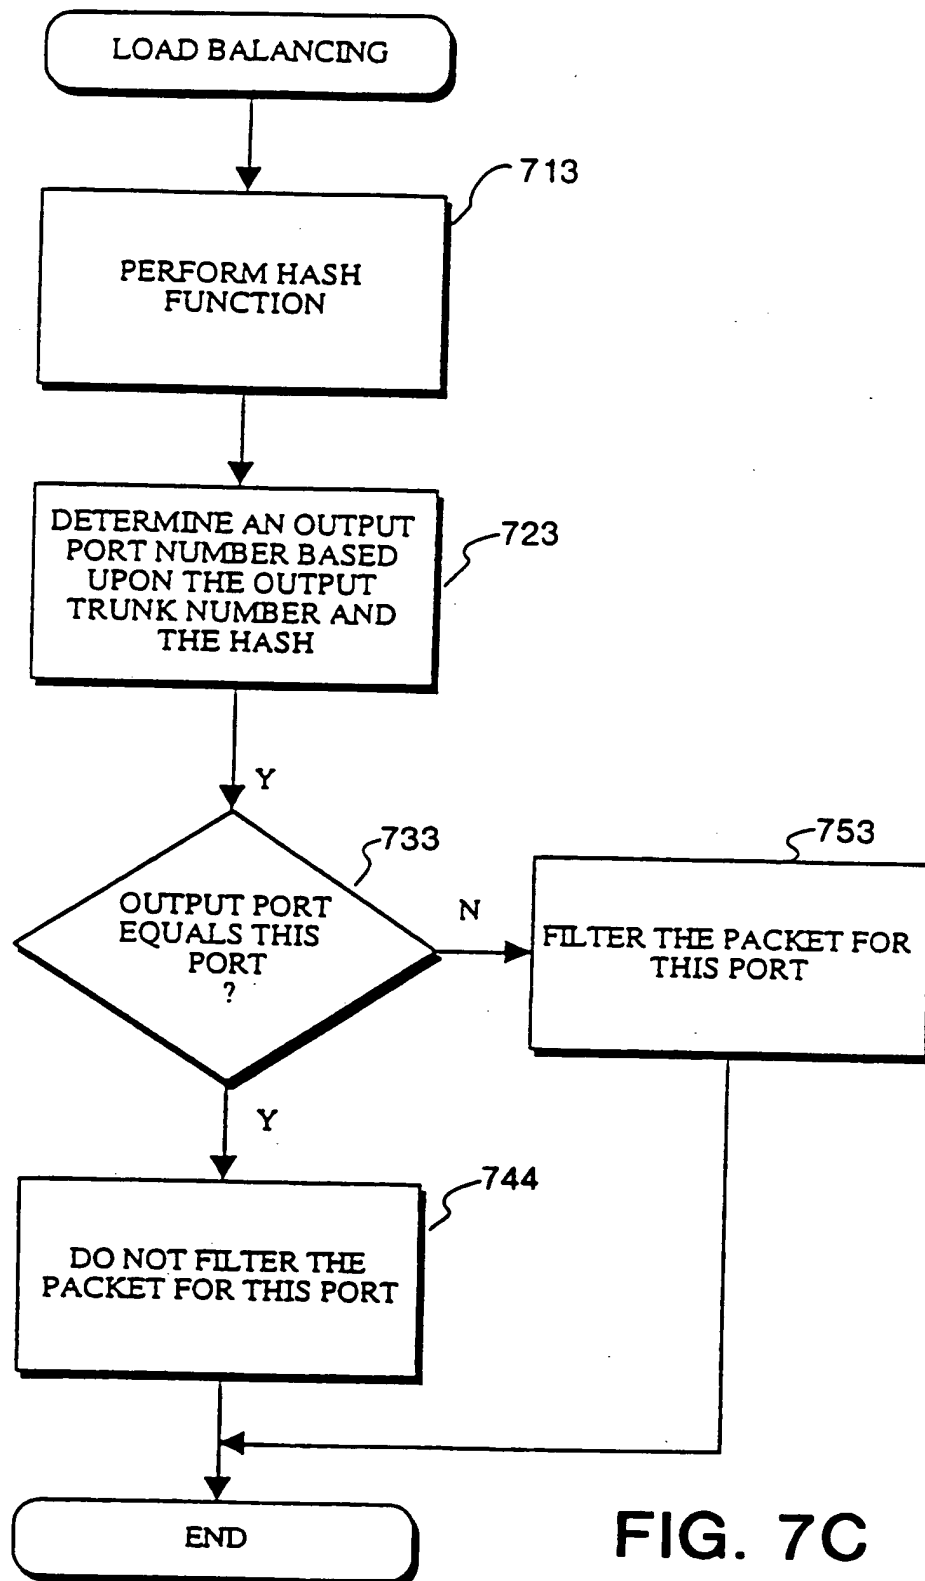 LOAD BALANCING
713
PERFORM HASH
FUNCTION
DETERMINE AN OUTPUT
PORT NUMBER BASED
UPON THE OUTPUT
TRUNK NUMBER AND
THE HASH
723
Y
733
OUTPUT PORT
EQUALS THIS
PORT
?
N
753
FILTER THE PACKET FOR
THIS PORT
Y
744
DO NOT FILTER THE
PACKET FOR THIS PORT
END
FIG. 7C